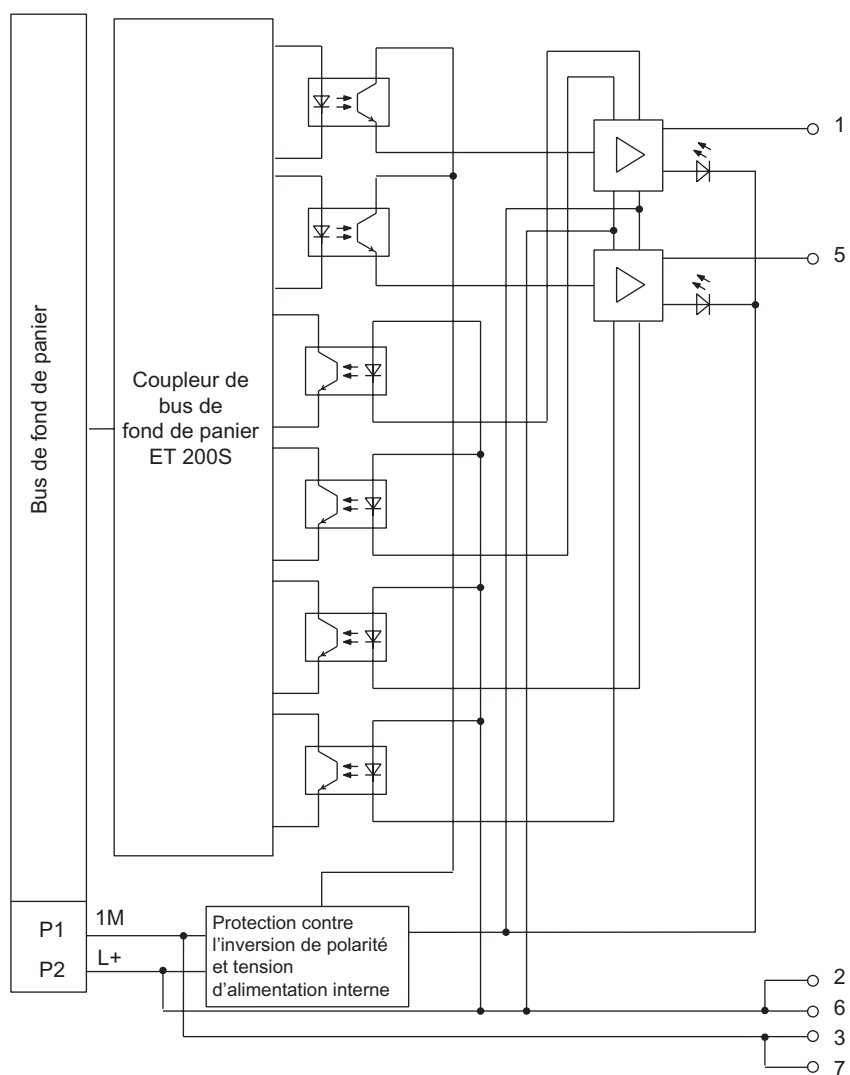 Bus de fond de panier
Coupleur de
bus de
fond de panier
ET 200S
1
5
P1
1M
P2
L+
Protection contre
l'inversion de polarité
et tension
d'alimentation interne
2
6
3
7